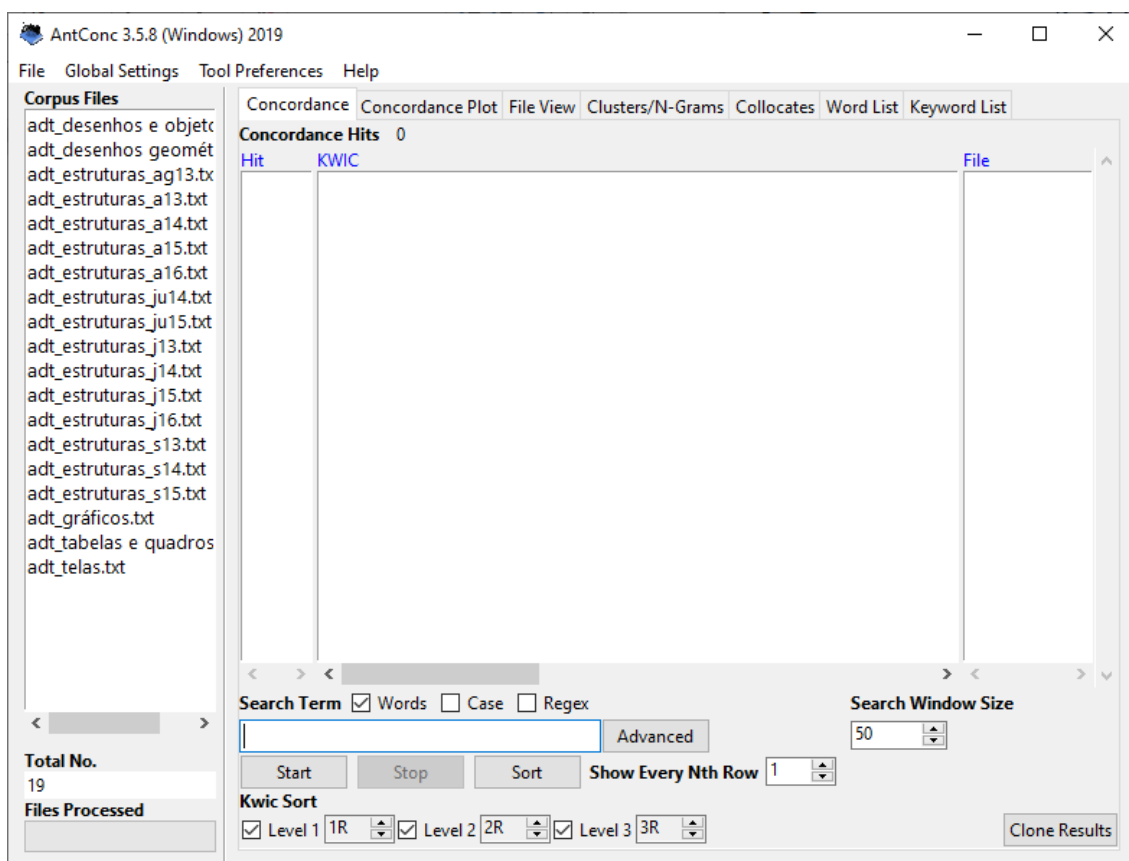 AntConc 3.5.8 (Windows) 2019
File Global Settings Tool Preferences Help
Corpus Files
adt_desenhos e objeto
adt_desenhos geomét
adt_estruturas_ag13.tx
adt_estruturas_a13.txt
adt_estruturas_a14.txt
adt_estruturas_a15.txt
adt_estruturas_a16.txt
adt_estruturas_ju14.txt
adt_estruturas_ju15.txt
adt_estruturas_j13.txt
adt_estruturas_j14.txt
adt_estruturas_j15.txt
adt_estruturas_j16.txt
adt_estruturas_s13.txt
adt_estruturas_s14.txt
adt_estruturas_s15.txt
adt_gráficos.txt
adt_tabelas e quadros
adt_telas.txt
Total No.
19
Files Processed
Concordance Concordance Plot File View Clusters/N-Grams Collocates Word List Keyword List
Concordance Hits 0
Hit KWIC File
Search Term Words Case Regex Search Window Size
Advanced 50
Start Stop Sort Show Every Nth Row 1
Kwic Sort
Level 1 1R Level 2 2R Level 3 3R Clone Results